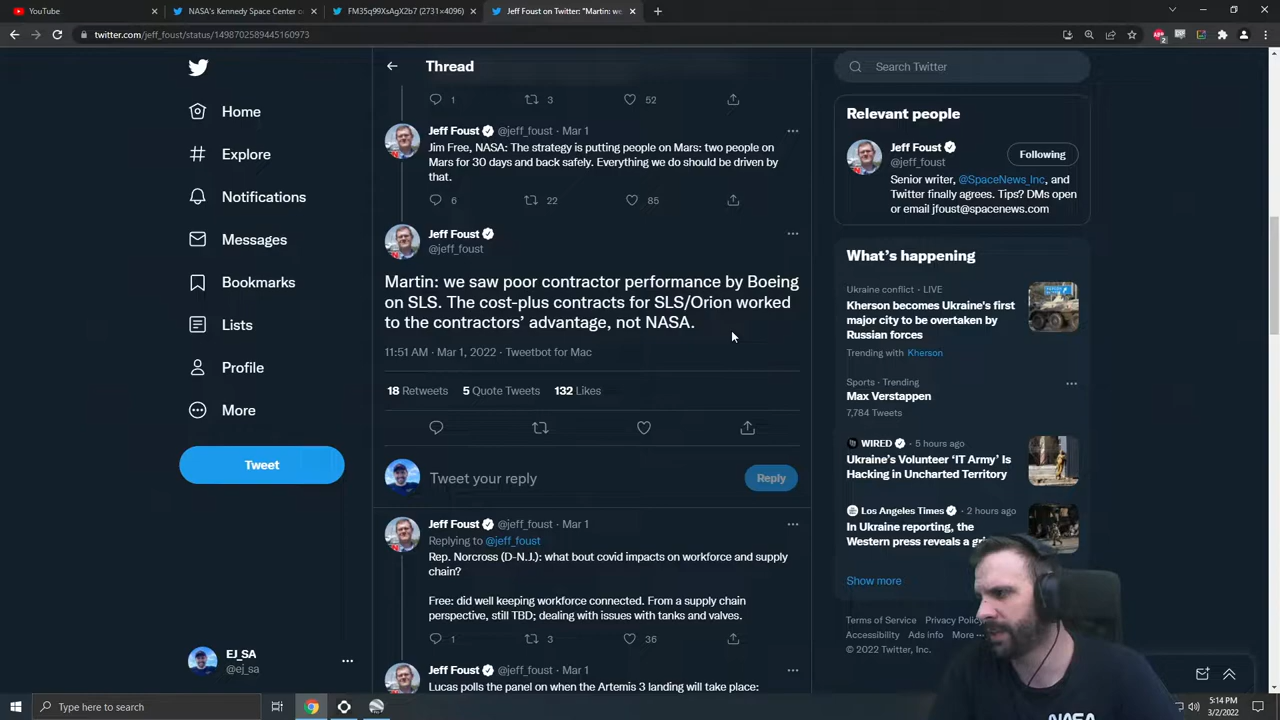 YouTube
NASA's Kennedy Space Center o
FM35q99XsAgXZb7 (2731×4096)
Jeff Foust on Twitter: "Martin: we
twitter.com/jeff_foust/status/1498702589445160973
Home
Explore
Notifications
Messages
Bookmarks
Lists
Profile
More
Tweet
EJ_SA
@ej_sa
Thread
1 3 52
Jeff Foust @jeff_foust · Mar 1
Jim Free, NASA: The strategy is putting people on Mars: two people on
Mars for 30 days and back safely. Everything we do should be driven by
that.
6 22 85
Jeff Foust
@jeff_foust
Martin: we saw poor contractor performance by Boeing
on SLS. The cost-plus contracts for SLS/Orion worked
to the contractors' advantage, not NASA.
11:51 AM · Mar 1, 2022 · Tweetbot for Mac
18 Retweets 5 Quote Tweets 132 Likes
Tweet your reply
Reply
Jeff Foust @jeff_foust · Mar 1
Replying to @jeff_foust
Rep. Norcross (D-N.J.): what bout covid impacts on workforce and supply
chain?
Free: did well keeping workforce connected. From a supply chain
perspective, still TBD; dealing with issues with tanks and valves.
1 3 36
Jeff Foust @jeff_foust · Mar 1
Lucas polls the panel on when the Artemis 3 landing will take place:
Search Twitter
Relevant people
Jeff Foust
@jeff_foust
Following
Senior writer, @SpaceNews_Inc, and
Twitter finally agrees. Tips? DMs open
or email jfoust@spacenews.com
What's happening
Ukraine conflict · LIVE
Kherson becomes Ukraine's first
major city to be overtaken by
Russian forces
Trending with Kherson
Sports · Trending
Max Verstappen
7,784 Tweets
WIRED · 5 hours ago
Ukraine's Volunteer 'IT Army' Is
Hacking in Uncharted Territory
Los Angeles Times · 2 hours ago
In Ukraine reporting, the
Western press reveals a
Show more
Terms of Service Privacy Policy
Accessibility Ads info More
© 2022 Twitter, Inc.
NASA
Type here to search
5:14 PM
3/2/2022